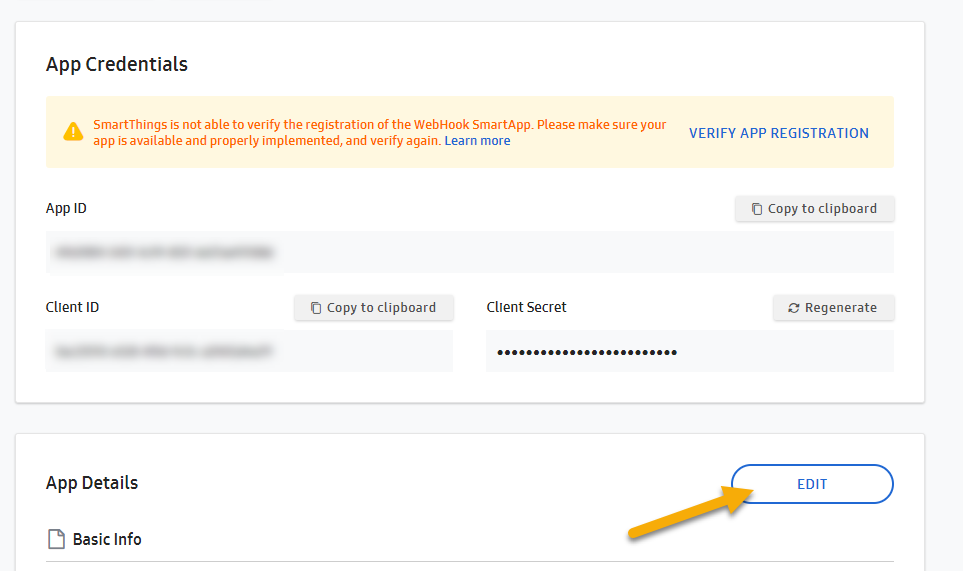 App Credentials
SmartThings is not able to verify the registration of the WebHook SmartApp. Please make sure your
app is available and properly implemented, and verify again. Learn more
VERIFY APP REGISTRATION
App ID
Copy to clipboard
Client ID
Copy to clipboard
Client Secret
Regenerate
••••••••••••••••••••••••••
App Details
EDIT
Basic Info